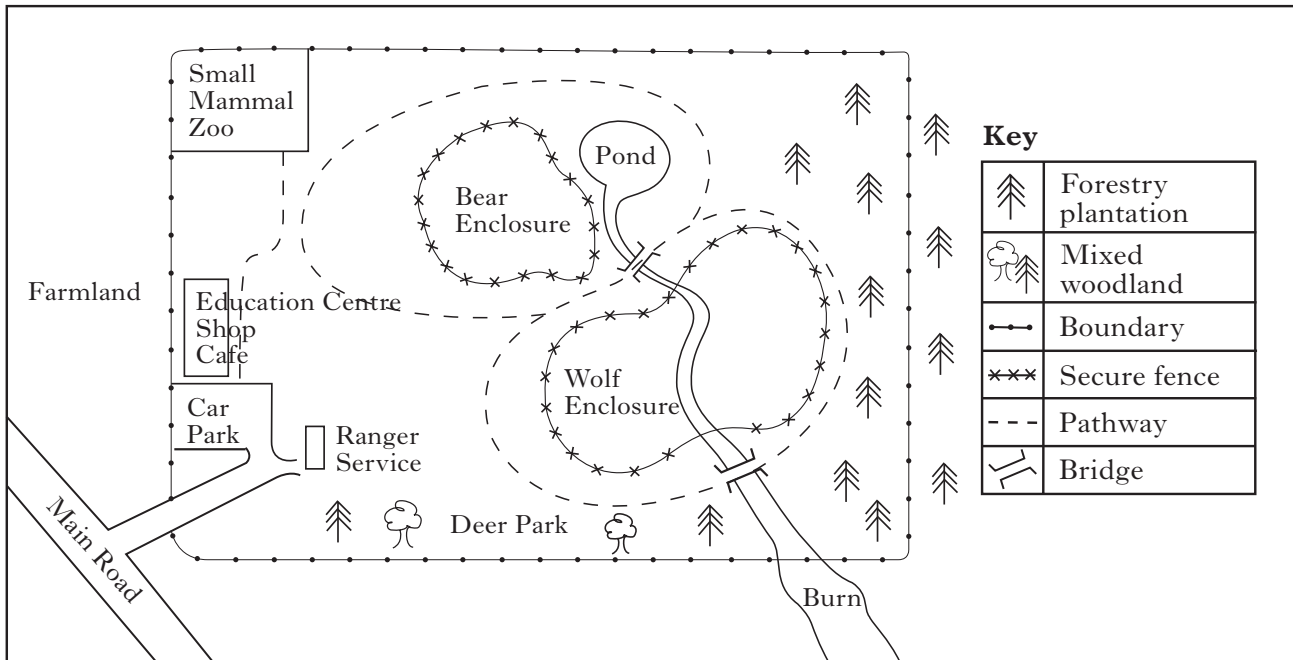 Small
Mammal
Zoo
Pond
Bear
Enclosure
Farmland
Education Centre
Shop
Cafe
Wolf
Enclosure
Car
Park
Ranger
Service
Main Road
Deer Park
Burn
Key
Forestry
plantation
Mixed
woodland
Boundary
Secure fence
Pathway
Bridge